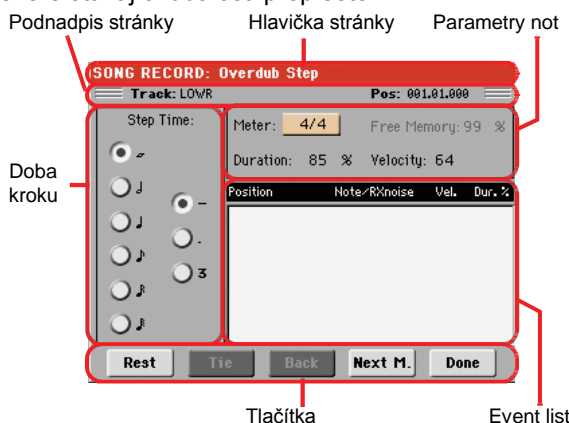 Podnadpis stránky Hlavička stránky Parametry not
SONG RECORD: Overdub Step
Track: LOWR Pos: 001.01.000
Step Time:
Meter: 4/4 Free Memory: 99 %
Duration: 85 % Velocity: 64
Doba
kroku
Position Note/RXnoise Vel. Dur.%
3
Rest Tie Back Next M. Done
Tlačítka Event list